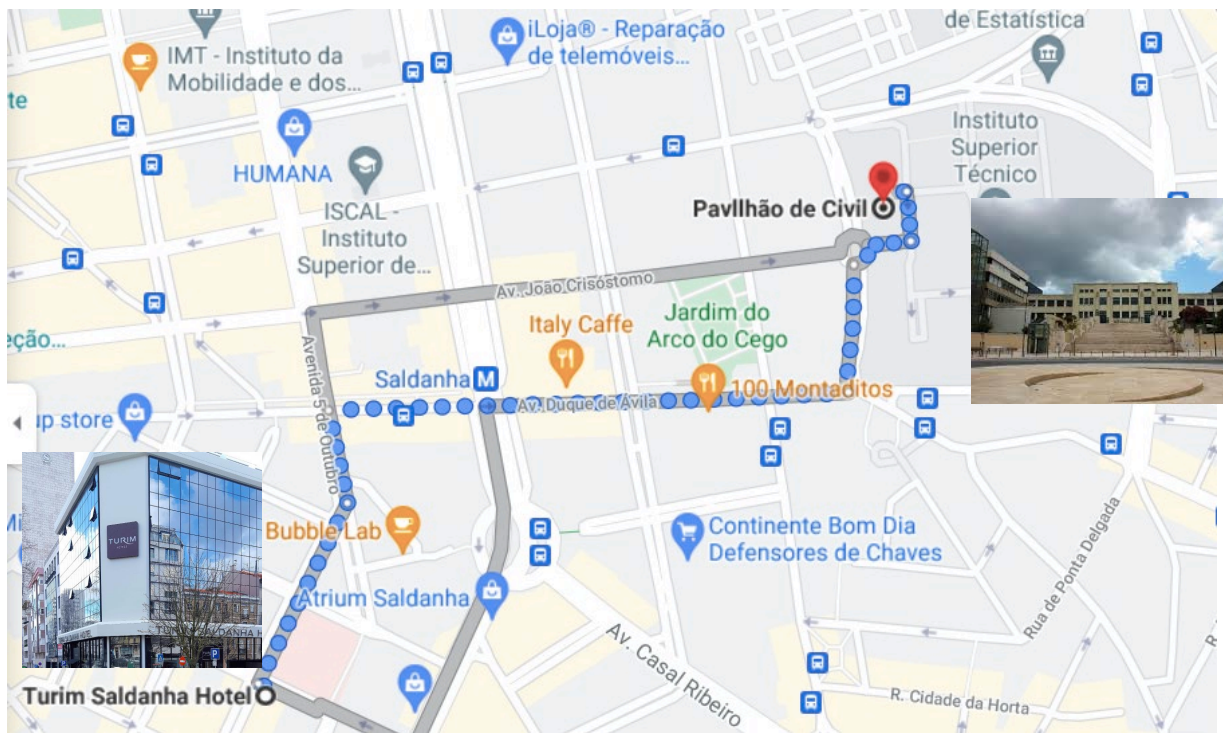 de Estatística
iLoja® - Reparação
de telemóveis...
IMT - Instituto da
Mobilidade e dos...
te
HUMANA
Instituto
Superior
Técnico
ISCAL -
Instituto
Superior de...
PavIlhão de Civil
Av. João Crisóstomo
Jardim do
Arco do Cego
Italy Caffe
eção...
Avenida 5 de Outubro
Saldanha M
100 Montaditos
Av. Duque de Ávila
up store
Mi
TURIM
Bubble Lab
Continente Bom Dia
Defensores de Chaves
Rua de Ponta Delgada
Atrium Saldanha
R.
Av. Casal Ribeiro
Turim Saldanha Hotel
R. Cidade da Horta